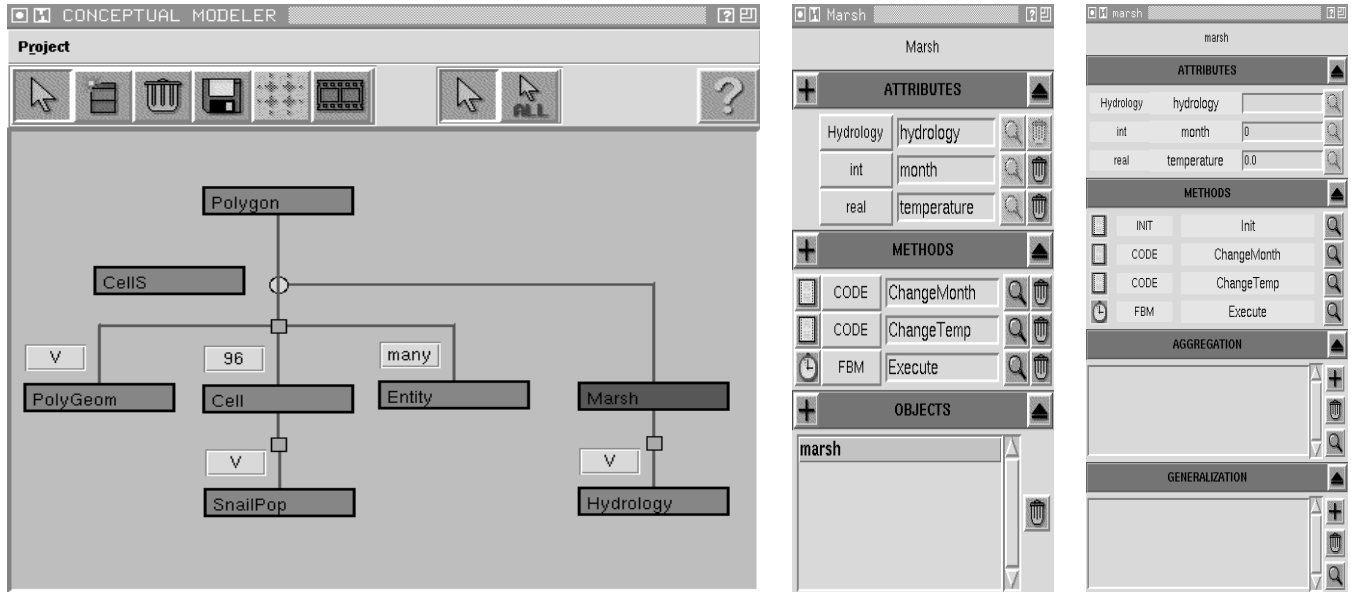 CONCEPTUAL MODELER
?
Project
ALL
?
Polygon
CellS
V
96
many
PolyGeom
Cell
Entity
Marsh
V
V
SnailPop
Hydrology
Marsh
?
Marsh
+ ATTRIBUTES
Hydrology hydrology
int month
real temperature
+ METHODS
CODE ChangeMonth
CODE ChangeTemp
FBM Execute
+ OBJECTS
marsh
marsh
?
marsh
ATTRIBUTES
Hydrology hydrology
int month 0
real temperature 0.0
METHODS
INIT Init
CODE ChangeMonth
CODE ChangeTemp
FBM Execute
AGGREGATION
+
GENERALIZATION
+